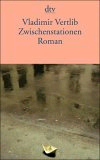 dtv
Vladimir Vertlib
Zwischenstationen
Roman